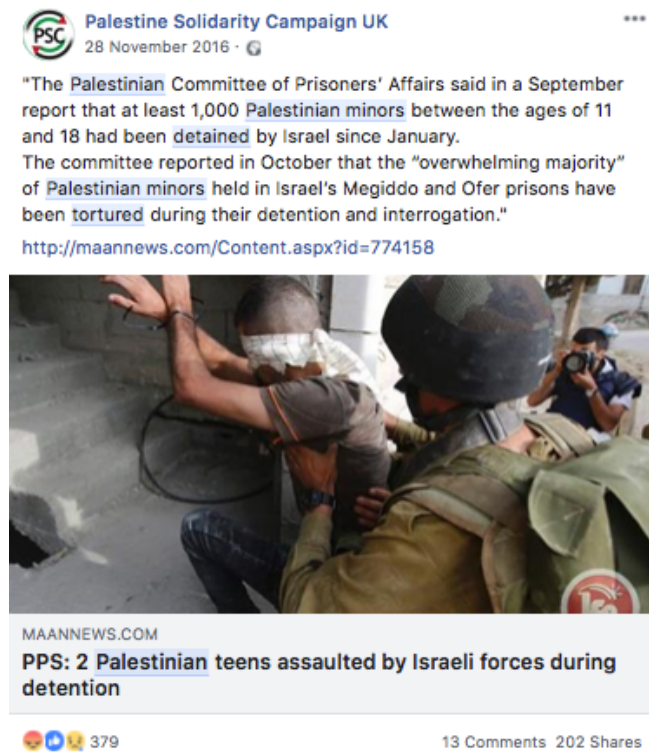 PSC
Palestine Solidarity Campaign UK
28 November 2016 ·
"The Palestinian Committee of Prisoners' Affairs said in a September
report that at least 1,000 Palestinian minors between the ages of 11
and 18 had been detained by Israel since January.
The committee reported in October that the "overwhelming majority"
of Palestinian minors held in Israel's Megiddo and Ofer prisons have
been tortured during their detention and interrogation."
http://maannews.com/Content.aspx?id=774158
MAANNEWS.COM
PPS: 2 Palestinian teens assaulted by Israeli forces during
detention
379
13 Comments 202 Shares